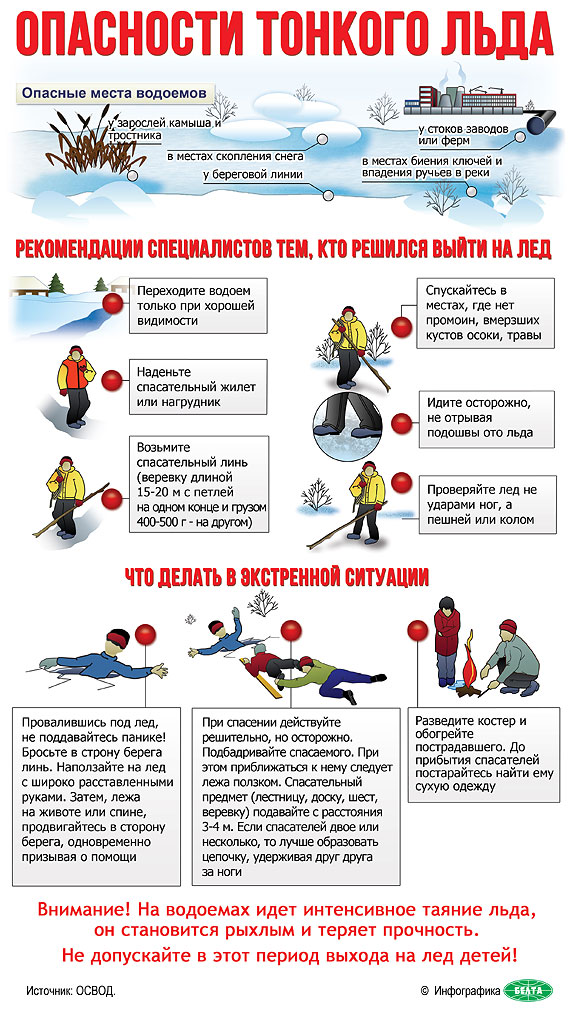 ОПАСНОСТИ ТОНКОГО ЛЬДА
Опасные места водоемов
у зарослей камыша и
тростника
в местах скопления снега
у береговой линии
у стоков заводов
или ферм
в местах биения ключей и
впадения ручьев в реки
РЕКОМЕНДАЦИИ СПЕЦИАЛИСТОВ ТЕМ, КТО РЕШИЛСЯ ВЫЙТИ НА ЛЕД
Переходите водоем
только при хорошей
видимости
Наденьте
спасательный жилет
или нагрудник
Возьмите
спасательный линь
(веревку длиной
15-20 м с петлей
на одном конце и грузом
400-500 г - на другом)
Спускайтесь в
местах, где нет
промоин, вмерзших
кустов осоки, травы
Идите осторожно,
не отрывая
подошвы ото льда
Проверяйте лед не
ударами ног, а
пешней или колом
ЧТО ДЕЛАТЬ В ЭКСТРЕННОЙ СИТУАЦИИ
Провалившись под лед,
не поддавайтесь панике!
Бросьте в сторону берега
линь. Наползайте на лед
с широко расставленными
руками. Затем, лежа
на животе или спине,
продвигайтесь в сторону
берега, одновременно
призывая о помощи
При спасении действуйте
решительно, но осторожно.
Подбадривайте спасаемого. При
этом приближаться к нему следует
лежа ползком. Спасательный
предмет (лестницу, доску, шест,
веревку) подавайте с расстояния
3-4 м. Если спасателей двое или
несколько, то лучше образовать
цепочку, удерживая друг друга
за ноги
Разведите костер и
обогрейте
пострадавшего. До
прибытия спасателей
постарайтесь найти ему
сухую одежду
Внимание! На водоемах идет интенсивное таяние льда,
он становится рыхлым и теряет прочность.
Не допускайте в этот период выхода на лед детей!
Источник: ОСВОД.
© Инфографика БЕЛТА